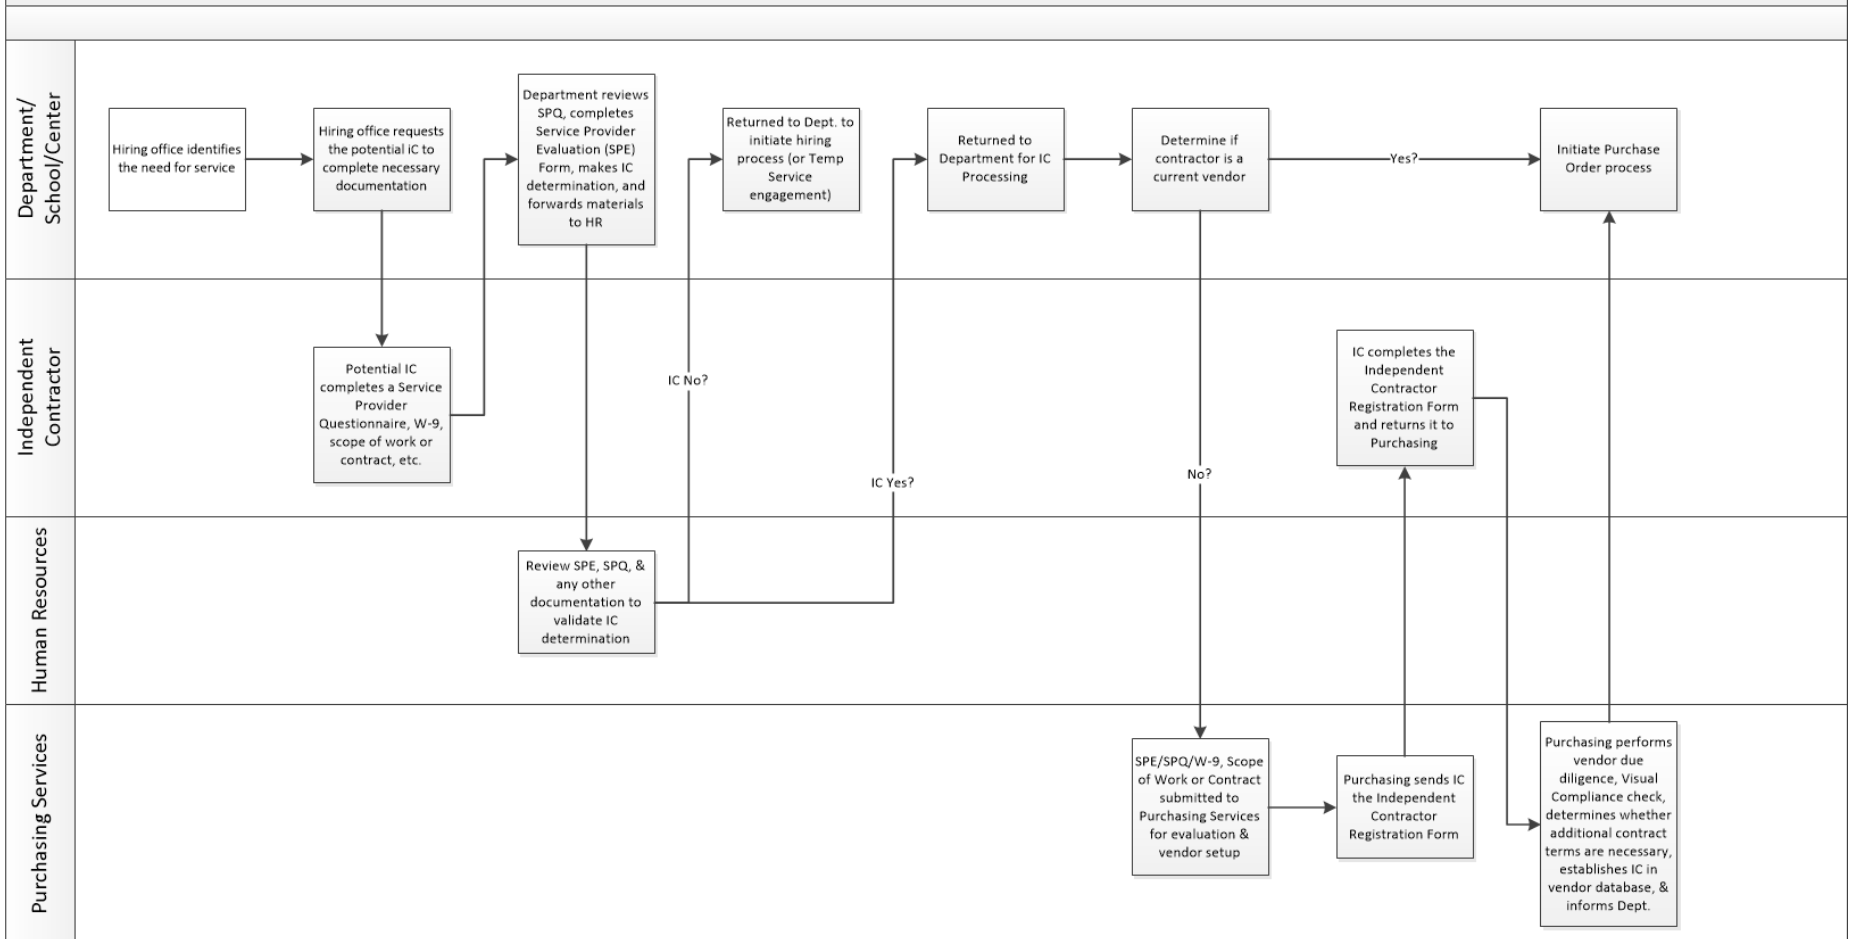 Department/
School/Center
Hiring office identifies
the need for service
Hiring office requests
the potential iC to
complete necessary
documentation
Department reviews
SPQ, completes
Service Provider
Evaluation (SPE)
Form, makes IC
determination, and
forwards materials
to HR
Returned to Dept. to
initiate hiring
process (or Temp
Service
engagement)
Returned to
Department for IC
Processing
Determine if
contractor is a
current vendor
Yes?
Initiate Purchase
Order process
Independent
Contractor
Potential IC
completes a Service
Provider
Questionnaire, W-9,
scope of work or
contract, etc.
IC No?
IC Yes?
No?
IC completes the
Independent
Contractor
Registration Form
and returns it to
Purchasing
Human Resources
Review SPE, SPQ, &
any other
documentation to
validate IC
determination
Purchasing Services
SPE/SPQ/W-9, Scope
of Work or Contract
submitted to
Purchasing Services
for evaluation &
vendor setup
Purchasing sends IC
the Independent
Contractor
Registration Form
Purchasing performs
vendor due
diligence, Visual
Compliance check,
determines whether
additional contract
terms are necessary,
establishes IC in
vendor database, &
informs Dept.